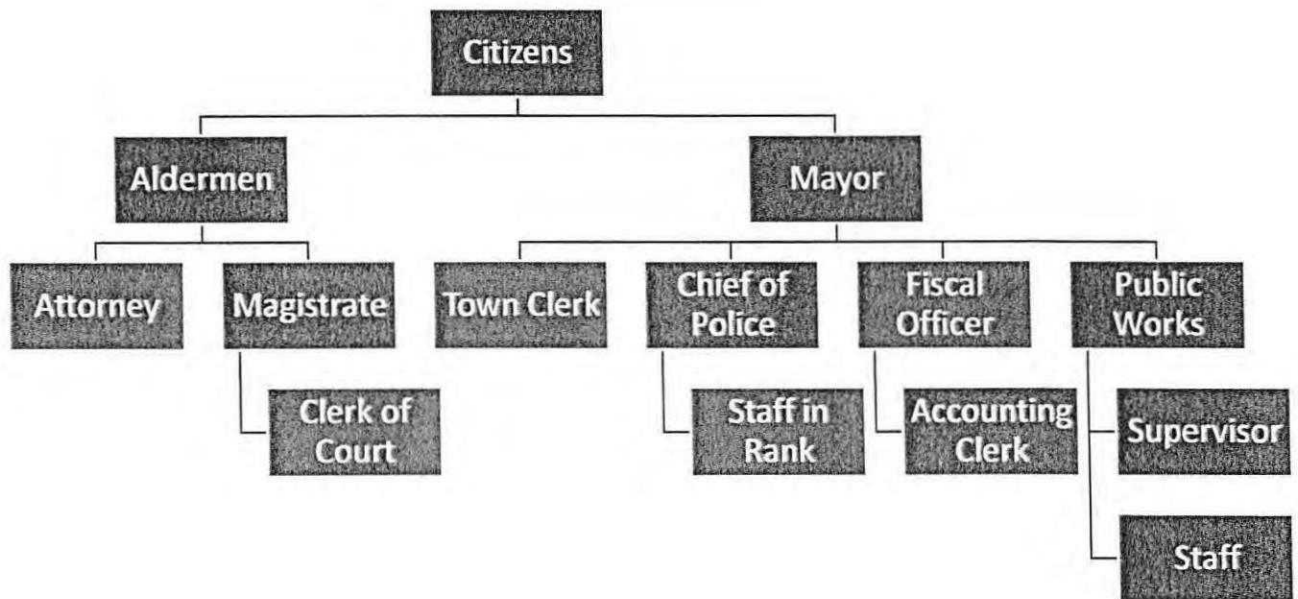 Citizens
Aldermen
Mayor
Attorney
Magistrate
Town Clerk
Chief of
Police
Fiscal
Officer
Public
Works
Clerk of
Court
Staff in
Rank
Accounting
Clerk
Supervisor
Staff